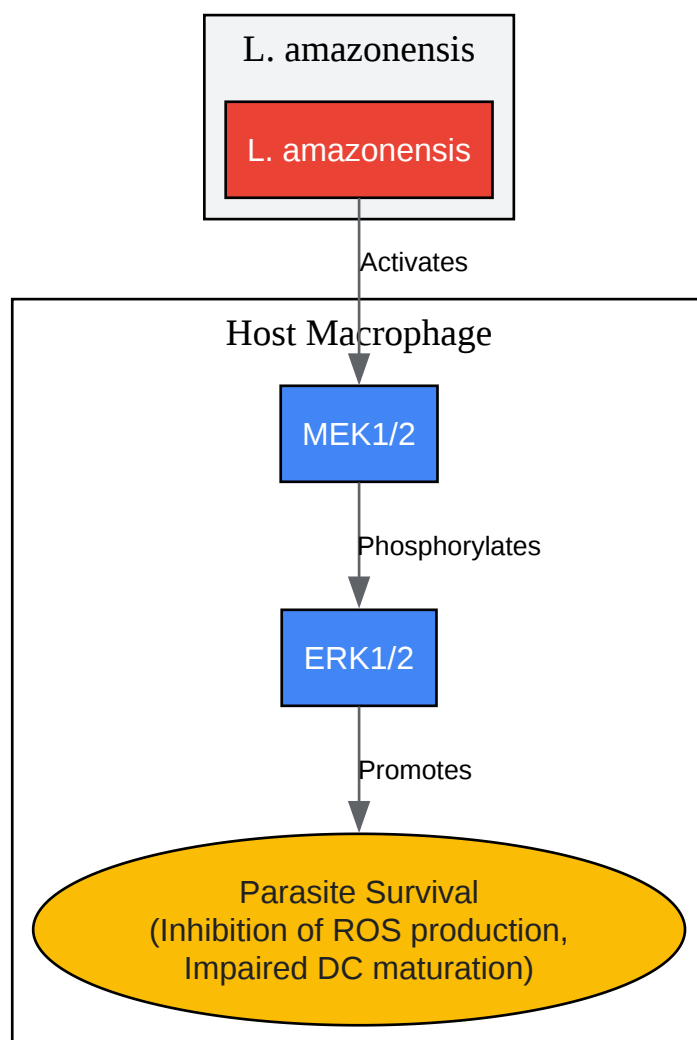 L. amazonensis
L. amazonensis
Activates
Host Macrophage
MEK1/2
Phosphorylates
ERK1/2
Promotes
Parasite Survival
(Inhibition of ROS production,
Impaired DC maturation)